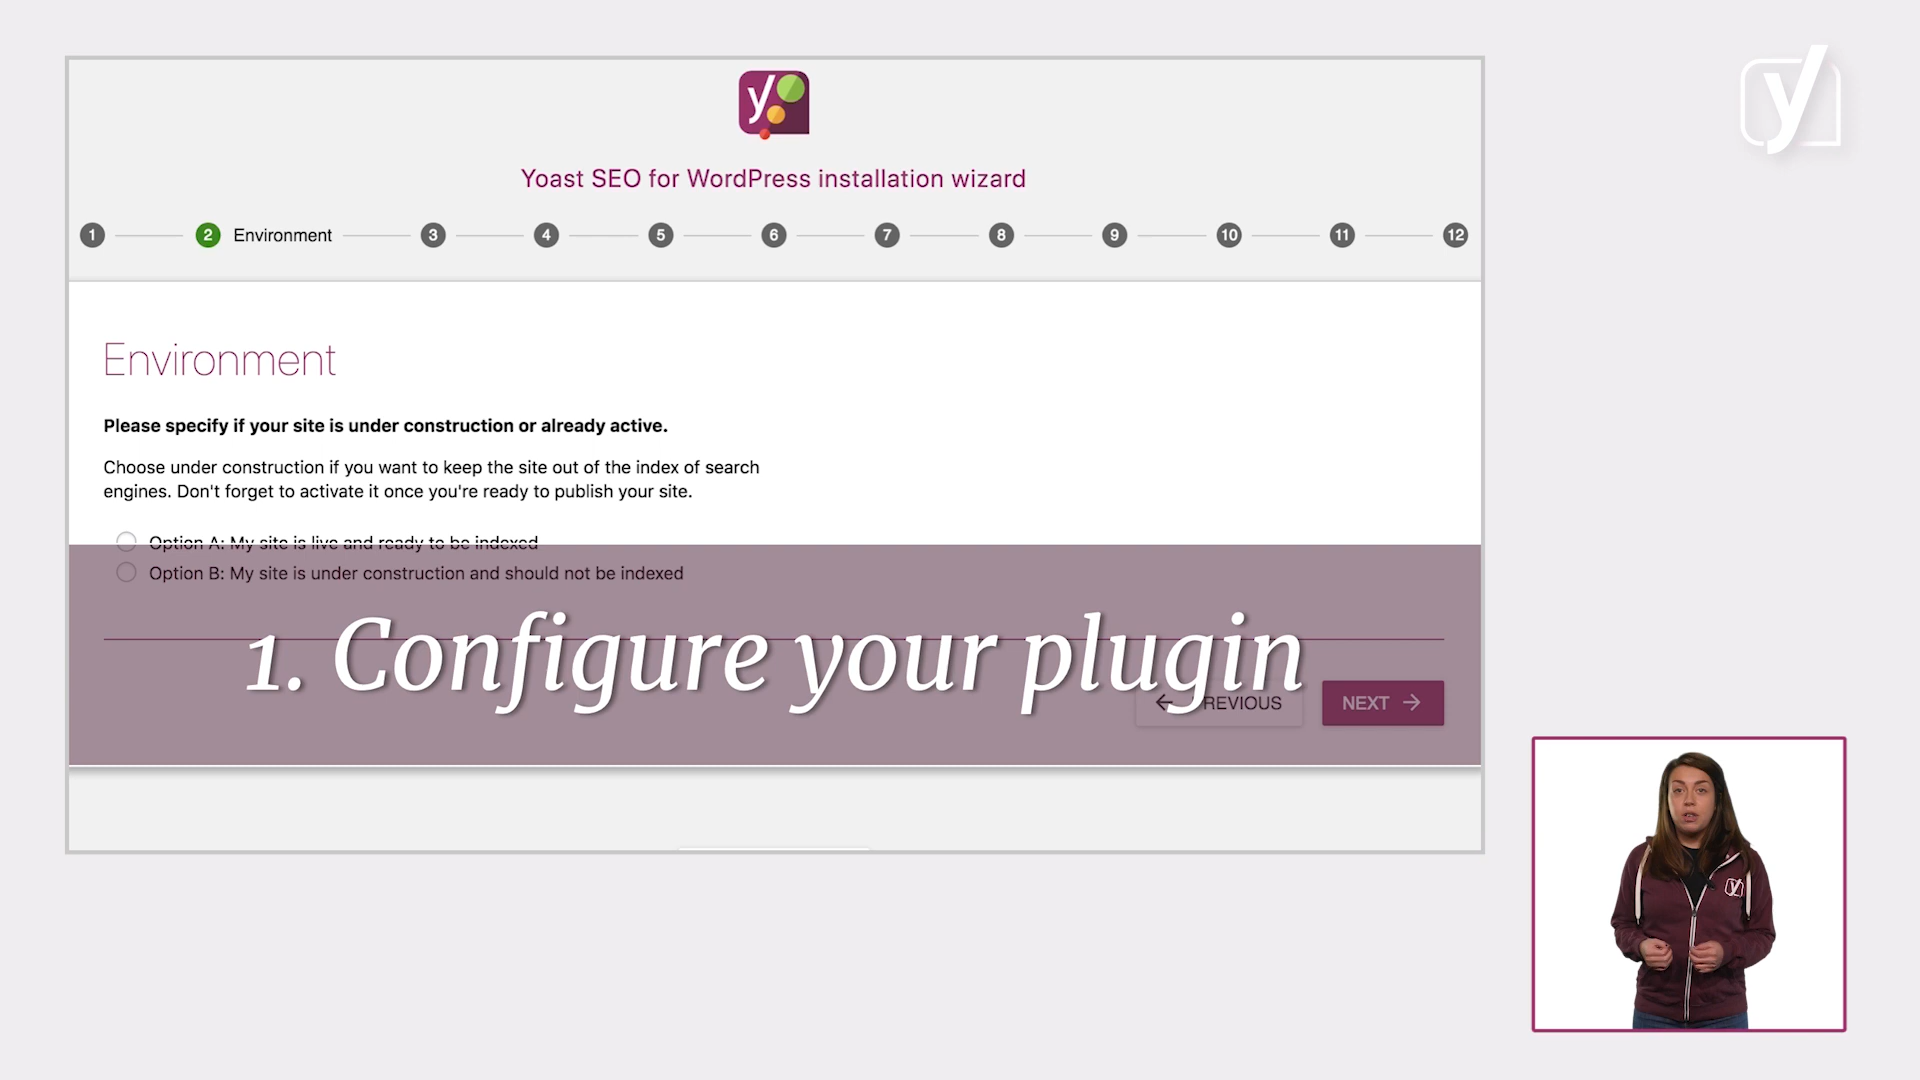 y
y
Yoast SEO for WordPress installation wizard
1 2 Environment 3 4 5 6 7 8 9 10 11 12
Environment
Please specify if your site is under construction or already active.
Choose under construction if you want to keep the site out of the index of search
engines. Don't forget to activate it once you're ready to publish your site.
Option A: My site is live and ready to be indexed
Option B: My site is under construction and should not be indexed
1. Configure your plugin
PREVIOUS NEXT
y